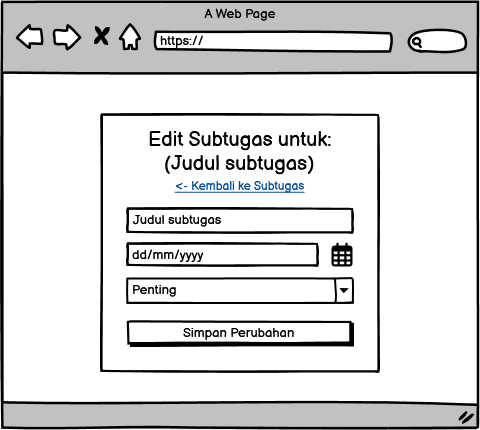 A Web Page
https://
Edit Subtugas untuk:
(Judul subtugas)
<- Kembali ke Subtugas
Judul subtugas
dd/mm/yyyy
Penting
Simpan Perubahan